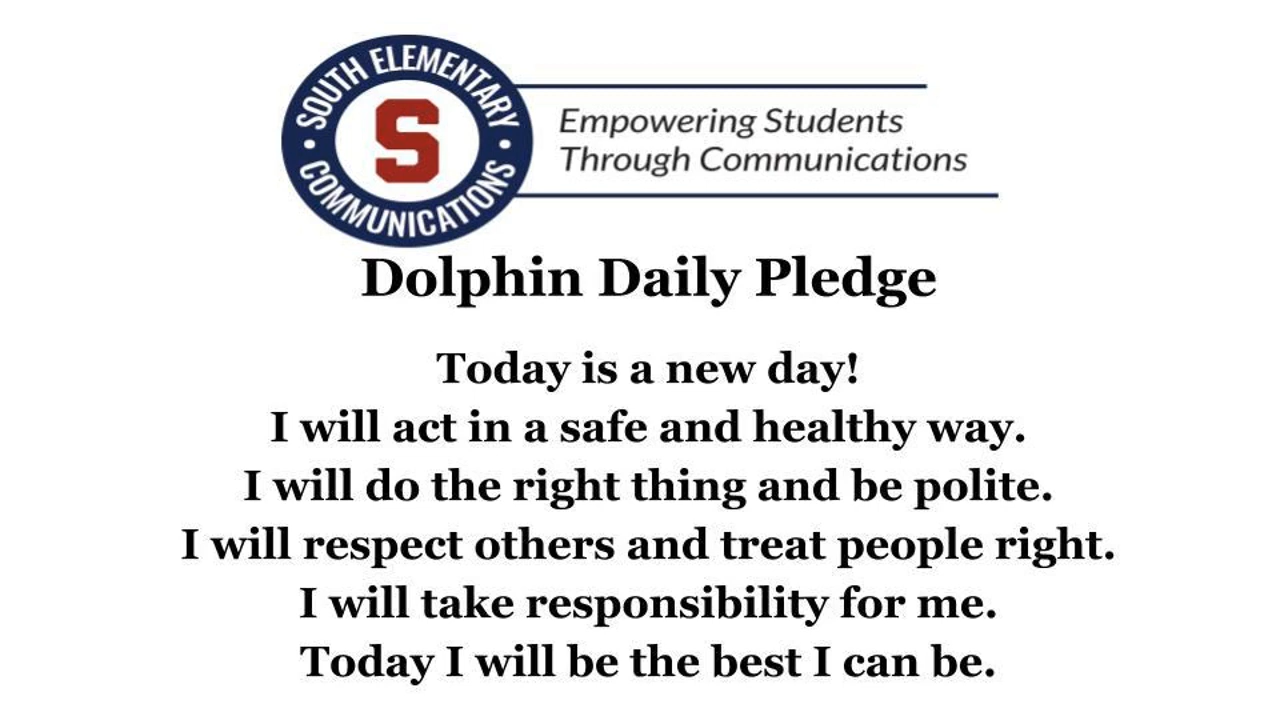 SOUTH ELEMENTARY
S
COMMUNICATIONS
Empowering Students
Through Communications
Dolphin Daily Pledge
Today is a new day!
I will act in a safe and healthy way.
I will do the right thing and be polite.
I will respect others and treat people right.
I will take responsibility for me.
Today I will be the best I can be.